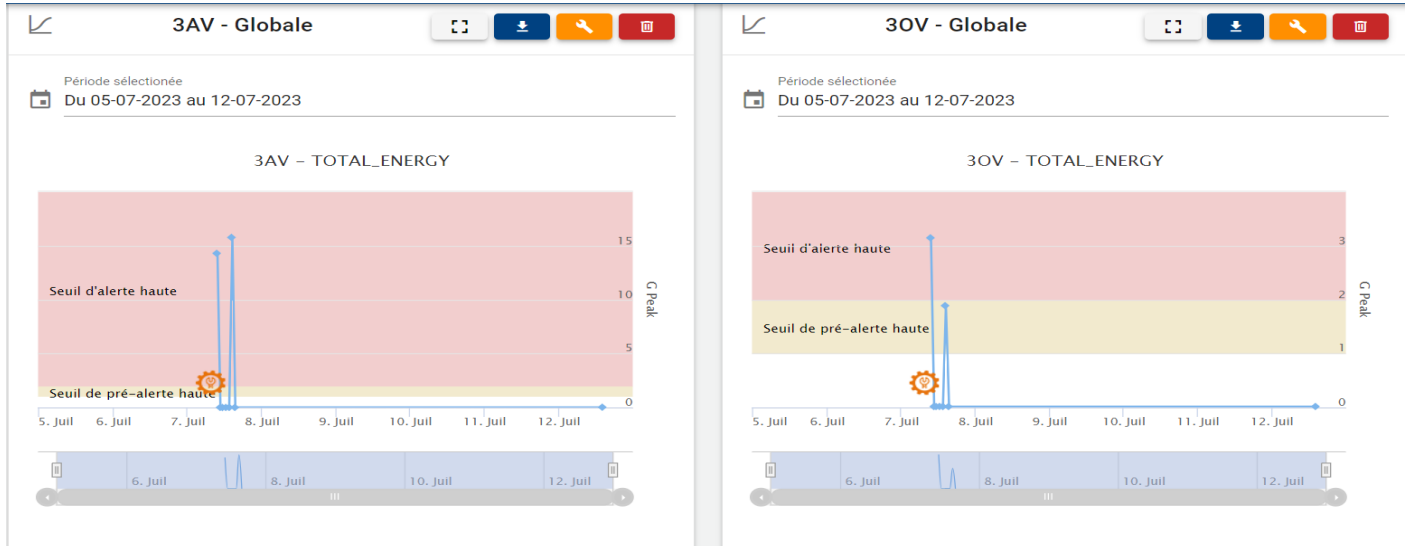 3AV - Globale
Période sélectionée
Du 05-07-2023 au 12-07-2023
3AV – TOTAL_ENERGY
Seuil d'alerte haute
Seuil de pré–alerte haute
15
10
5
0
G Peak
5. Juil 6. Juil 7. Juil 8. Juil 9. Juil 10. Juil 11. Juil 12. Juil
6. Juil 8. Juil 10. Juil 12. Juil
3OV - Globale
Période sélectionée
Du 05-07-2023 au 12-07-2023
3OV – TOTAL_ENERGY
Seuil d'alerte haute
Seuil de pré–alerte haute
3
2
1
0
G Peak
5. Juil 6. Juil 7. Juil 8. Juil 9. Juil 10. Juil 11. Juil 12. Juil
6. Juil 8. Juil 10. Juil 12. Juil